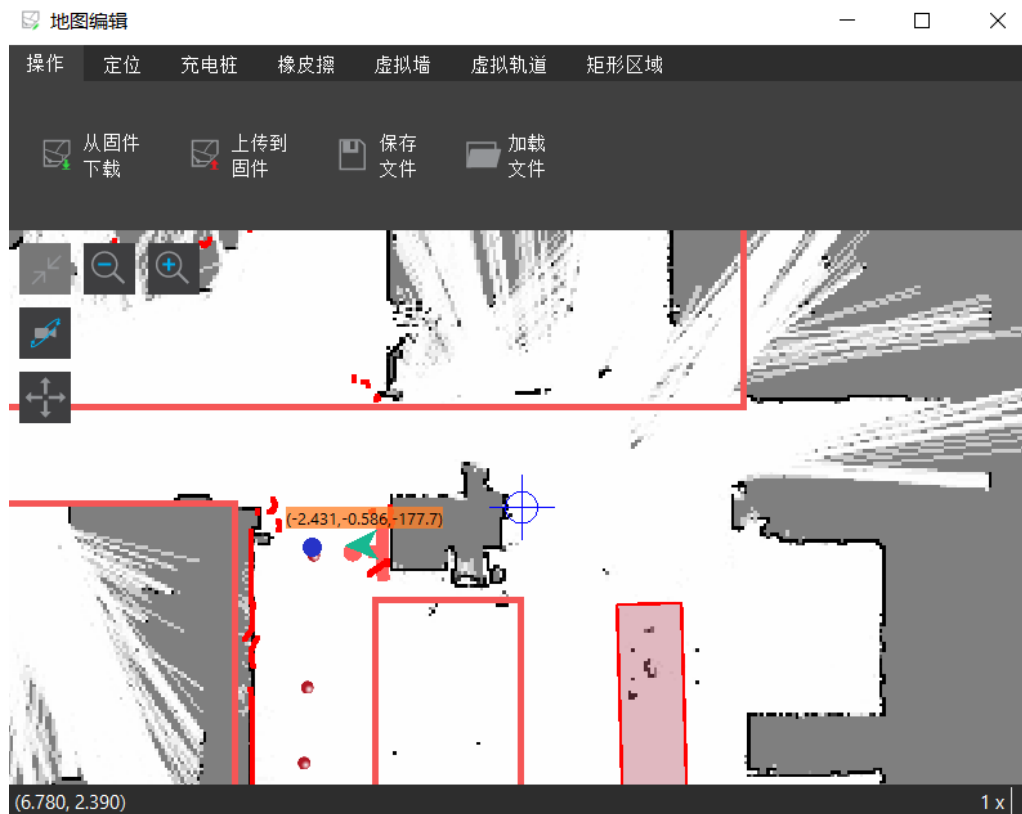 地图编辑
操作 定位 充电桩 橡皮擦 虚拟墙 虚拟轨道 矩形区域
从固件
下载
上传到
固件
保存
文件
加载
文件
(-2.431,-0.586,-177.7)
(6.780, 2.390)
1 x